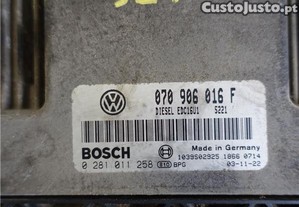 CustoJusto.pt
070 906 016 F
DIESEL EDC16U1 5221
Made in Germany
BOSCH
1039S02925 1866 0714
0 281 011 258 BPG 03-11-22